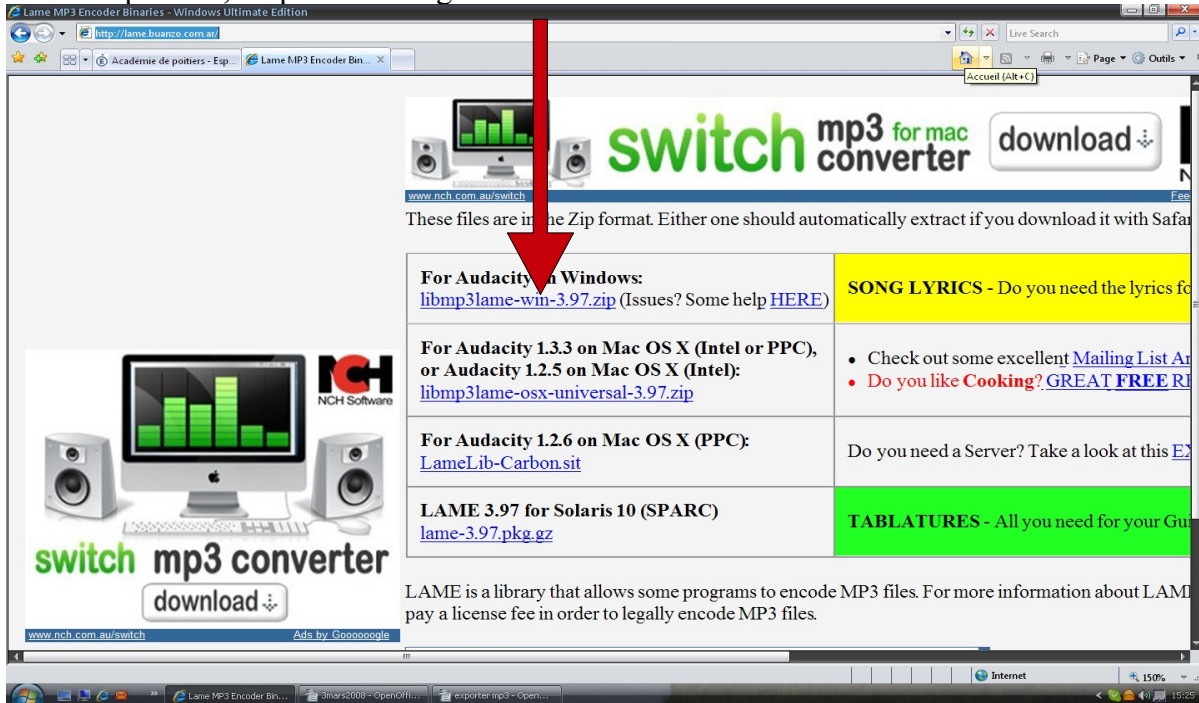 Lame MP3 Encoder Binaries - Windows Ultimate Edition
http://lame.buanzo.com.ar/
Live Search
Académie de poitiers - Esp...
Lame MP3 Encoder Bin...
Page
Outils
Accueil (Alt+C)
switch mp3 for mac converter download
www.nch.com.au/switch
Fee
These files are in the Zip format. Either one should automatically extract if you download it with Safar
For Audacity on Windows:
libmp3lame-win-3.97.zip (Issues? Some help HERE)
SONG LYRICS - Do you need the lyrics fo
For Audacity 1.3.3 on Mac OS X (Intel or PPC),
or Audacity 1.2.5 on Mac OS X (Intel):
libmp3lame-osx-universal-3.97.zip
• Check out some excellent Mailing List Ar
• Do you like Cooking? GREAT FREE RE
For Audacity 1.2.6 on Mac OS X (PPC):
LameLib-Carbon.sit
Do you need a Server? Take a look at this EX
LAME 3.97 for Solaris 10 (SPARC)
lame-3.97.pkg.gz
TABLATURES - All you need for your Gui
NCH
NCH Software
switch mp3 converter
download
www.nch.com.au/switch
Ads by Goooooogle
LAME is a library that allows some programs to encode MP3 files. For more information about LAM
pay a license fee in order to legally encode MP3 files.
Internet
150%
Lame MP3 Encoder Bin...
3mars2008 - OpenOffi...
exporter mp3 - Open...
15:25